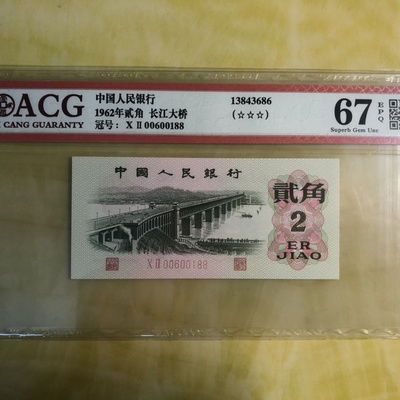 ACG
CANG GUARANTY
中国人民银行
1962年贰角 长江大桥
冠号: X II 00600188
13843686
(☆☆☆)
67 EPQ
Superb Gem Unc
中國人民銀行
貳角
2
ER
JIAO
X II 00600188